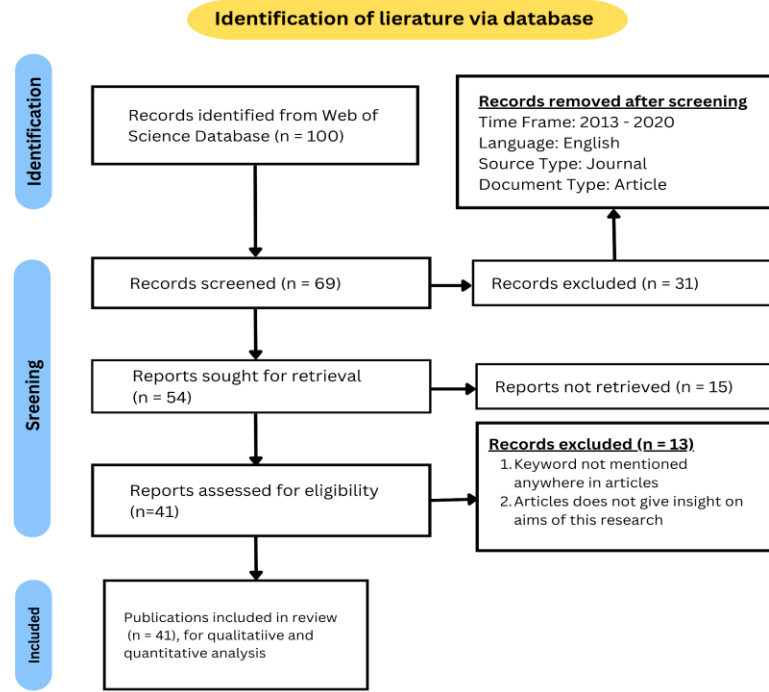 Identification of lierature via database
Identification
Records identified from Web of
Science Database (n = 100)
Records removed after screening
Time Frame: 2013 - 2020
Language: English
Source Type: Journal
Document Type: Article
Sreening
Records screened (n = 69)
Records excluded (n = 31)
Reports sought for retrieval
(n = 54)
Reports not retrieved (n = 15)
Reports assessed for eligibility
(n=41)
Records excluded (n = 13)
1. Keyword not mentioned
anywhere in articles
2. Articles does not give insight on
aims of this research
Included
Publications included in review
(n = 41), for qualitatiive and
quantitative analysis